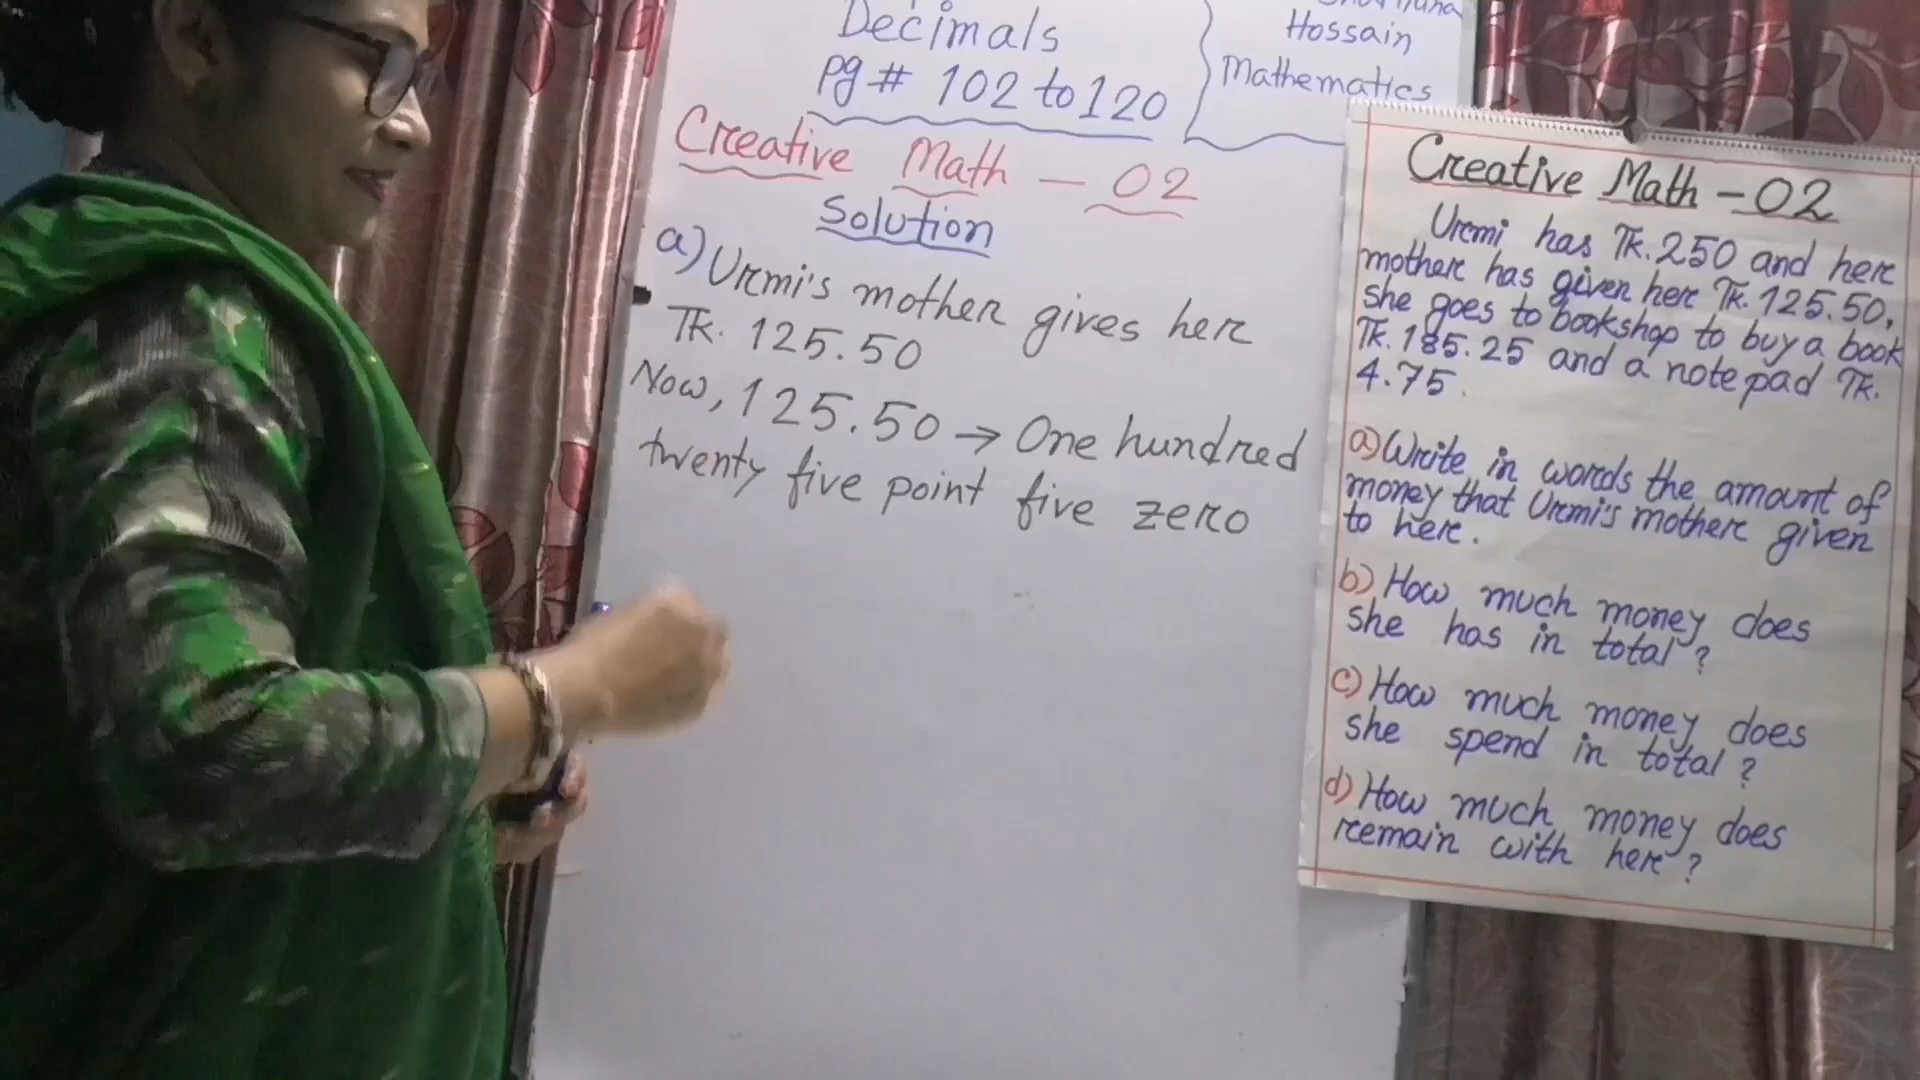 Decimals
pg # 102 to 120
Hossain
Mathematics
Creative Math - 02
Solution
a) Urmi's mother gives her
Tk. 125.50
Now, 125.50 → One hundred
twenty five point five zero
Creative Math - 02
Urmi has Tk. 250 and her
mother has given her Tk. 125.50,
she goes to bookshop to buy a book
Tk. 185.25 and a note pad Tk.
4.75.
a) Write in words the amount of
money that Urmi's mother given
to her.
b) How much money does
she has in total?
c) How much money does
she spend in total?
d) How much money does
remain with her?